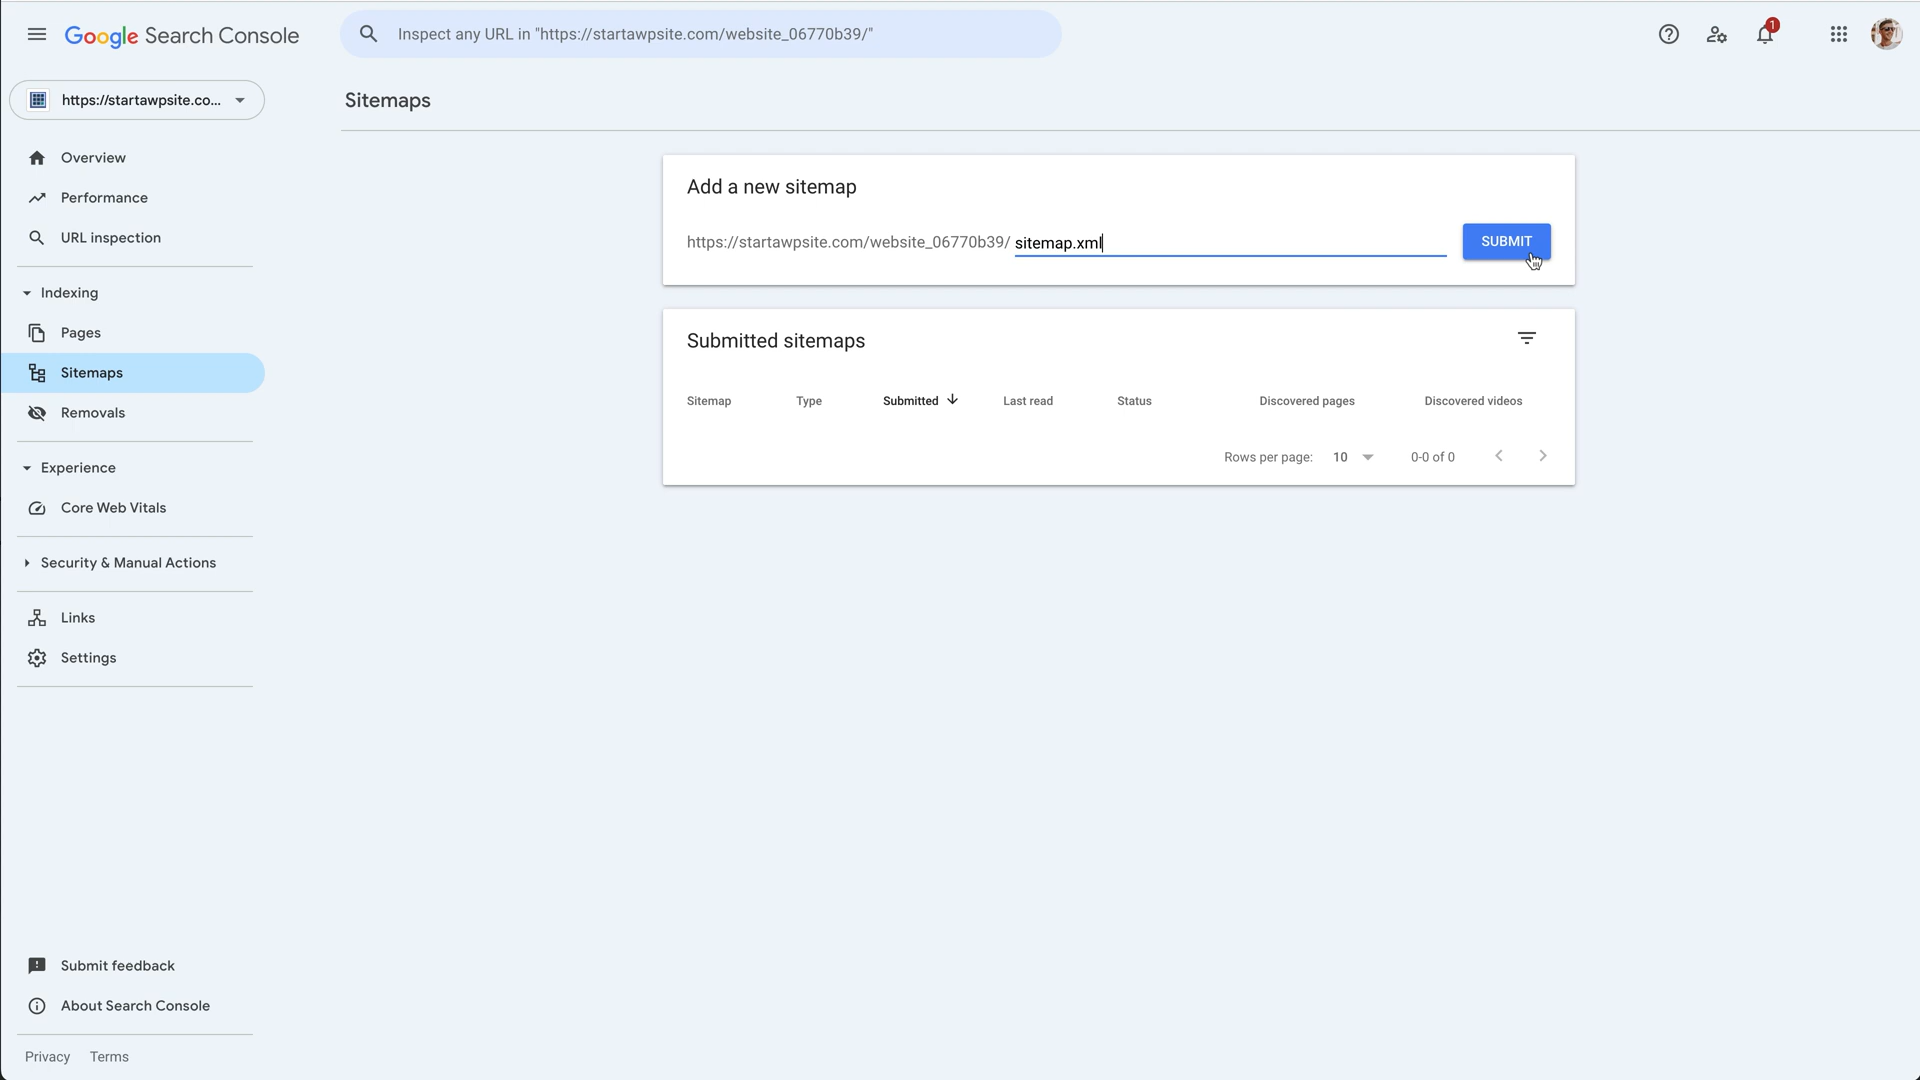 Google Search Console
Inspect any URL in "https://startawpsite.com/website_06770b39/"
1
https://startawpsite.co...
Sitemaps
Overview
Performance
URL inspection
Indexing
Pages
Sitemaps
Removals
Experience
Core Web Vitals
Security & Manual Actions
Links
Settings
Submit feedback
About Search Console
Privacy Terms
Add a new sitemap
https://startawpsite.com/website_06770b39/ sitemap.xml
SUBMIT
Submitted sitemaps
Sitemap Type Submitted Last read Status Discovered pages Discovered videos
Rows per page: 10 0-0 of 0